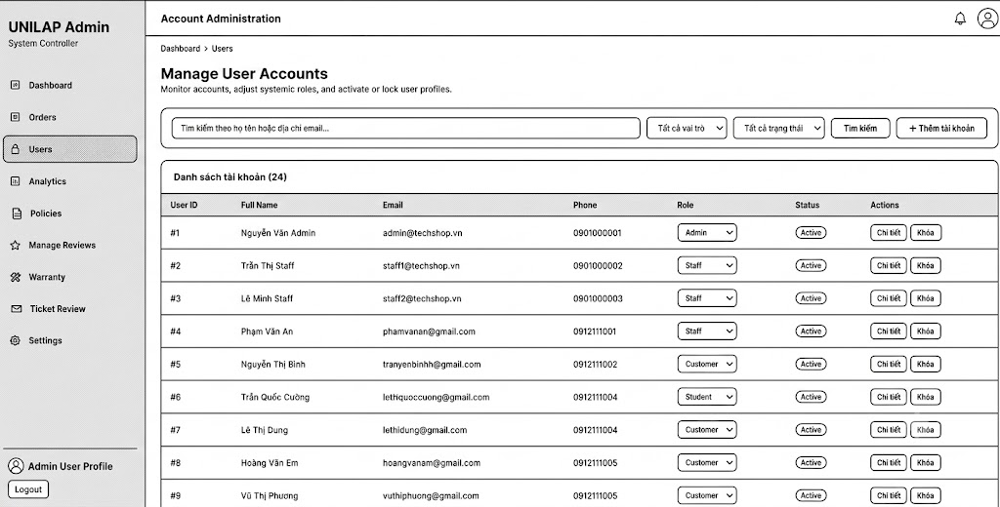 UNILAP Admin
System Controller
Dashboard
Orders
Users
Analytics
Policies
Manage Reviews
Warranty
Ticket Review
Settings
Admin User Profile
Logout
Account Administration
Dashboard > Users
Manage User Accounts
Monitor accounts, adjust systemic roles, and activate or lock user profiles.
Tìm kiếm theo họ tên hoặc địa chỉ email... Tất cả vai trò Tất cả trạng thái Tìm kiếm + Thêm tài khoản
Danh sách tài khoản (24)
User ID Full Name Email Phone Role Status Actions
#1 Nguyễn Văn Admin admin@techshop.vn 0901000001 Admin Active Chi tiết Khóa
#2 Trần Thị Staff staff1@techshop.vn 0901000002 Staff Active Chi tiết Khóa
#3 Lê Minh Staff staff2@techshop.vn 0901000003 Staff Active Chi tiết Khóa
#4 Phạm Văn An phamvanan@gmail.com 0912111001 Staff Active Chi tiết Khóa
#5 Nguyễn Thị Bình tranyenbinhh@gmail.com 0912111002 Customer Active Chi tiết Khóa
#6 Trần Quốc Cường lethquoccuong@gmail.com 0912111004 Student Active Chi tiết Khóa
#7 Lê Thị Dung lethidung@gmail.com 0912111004 Customer Active Chi tiết Khóa
#8 Hoàng Văn Em hoangvanam@gmail.com 0912111005 Customer Active Chi tiết Khóa
#9 Vũ Thị Phương vuthiphuong@gmail.com 0912111005 Customer Active Chi tiết Khóa